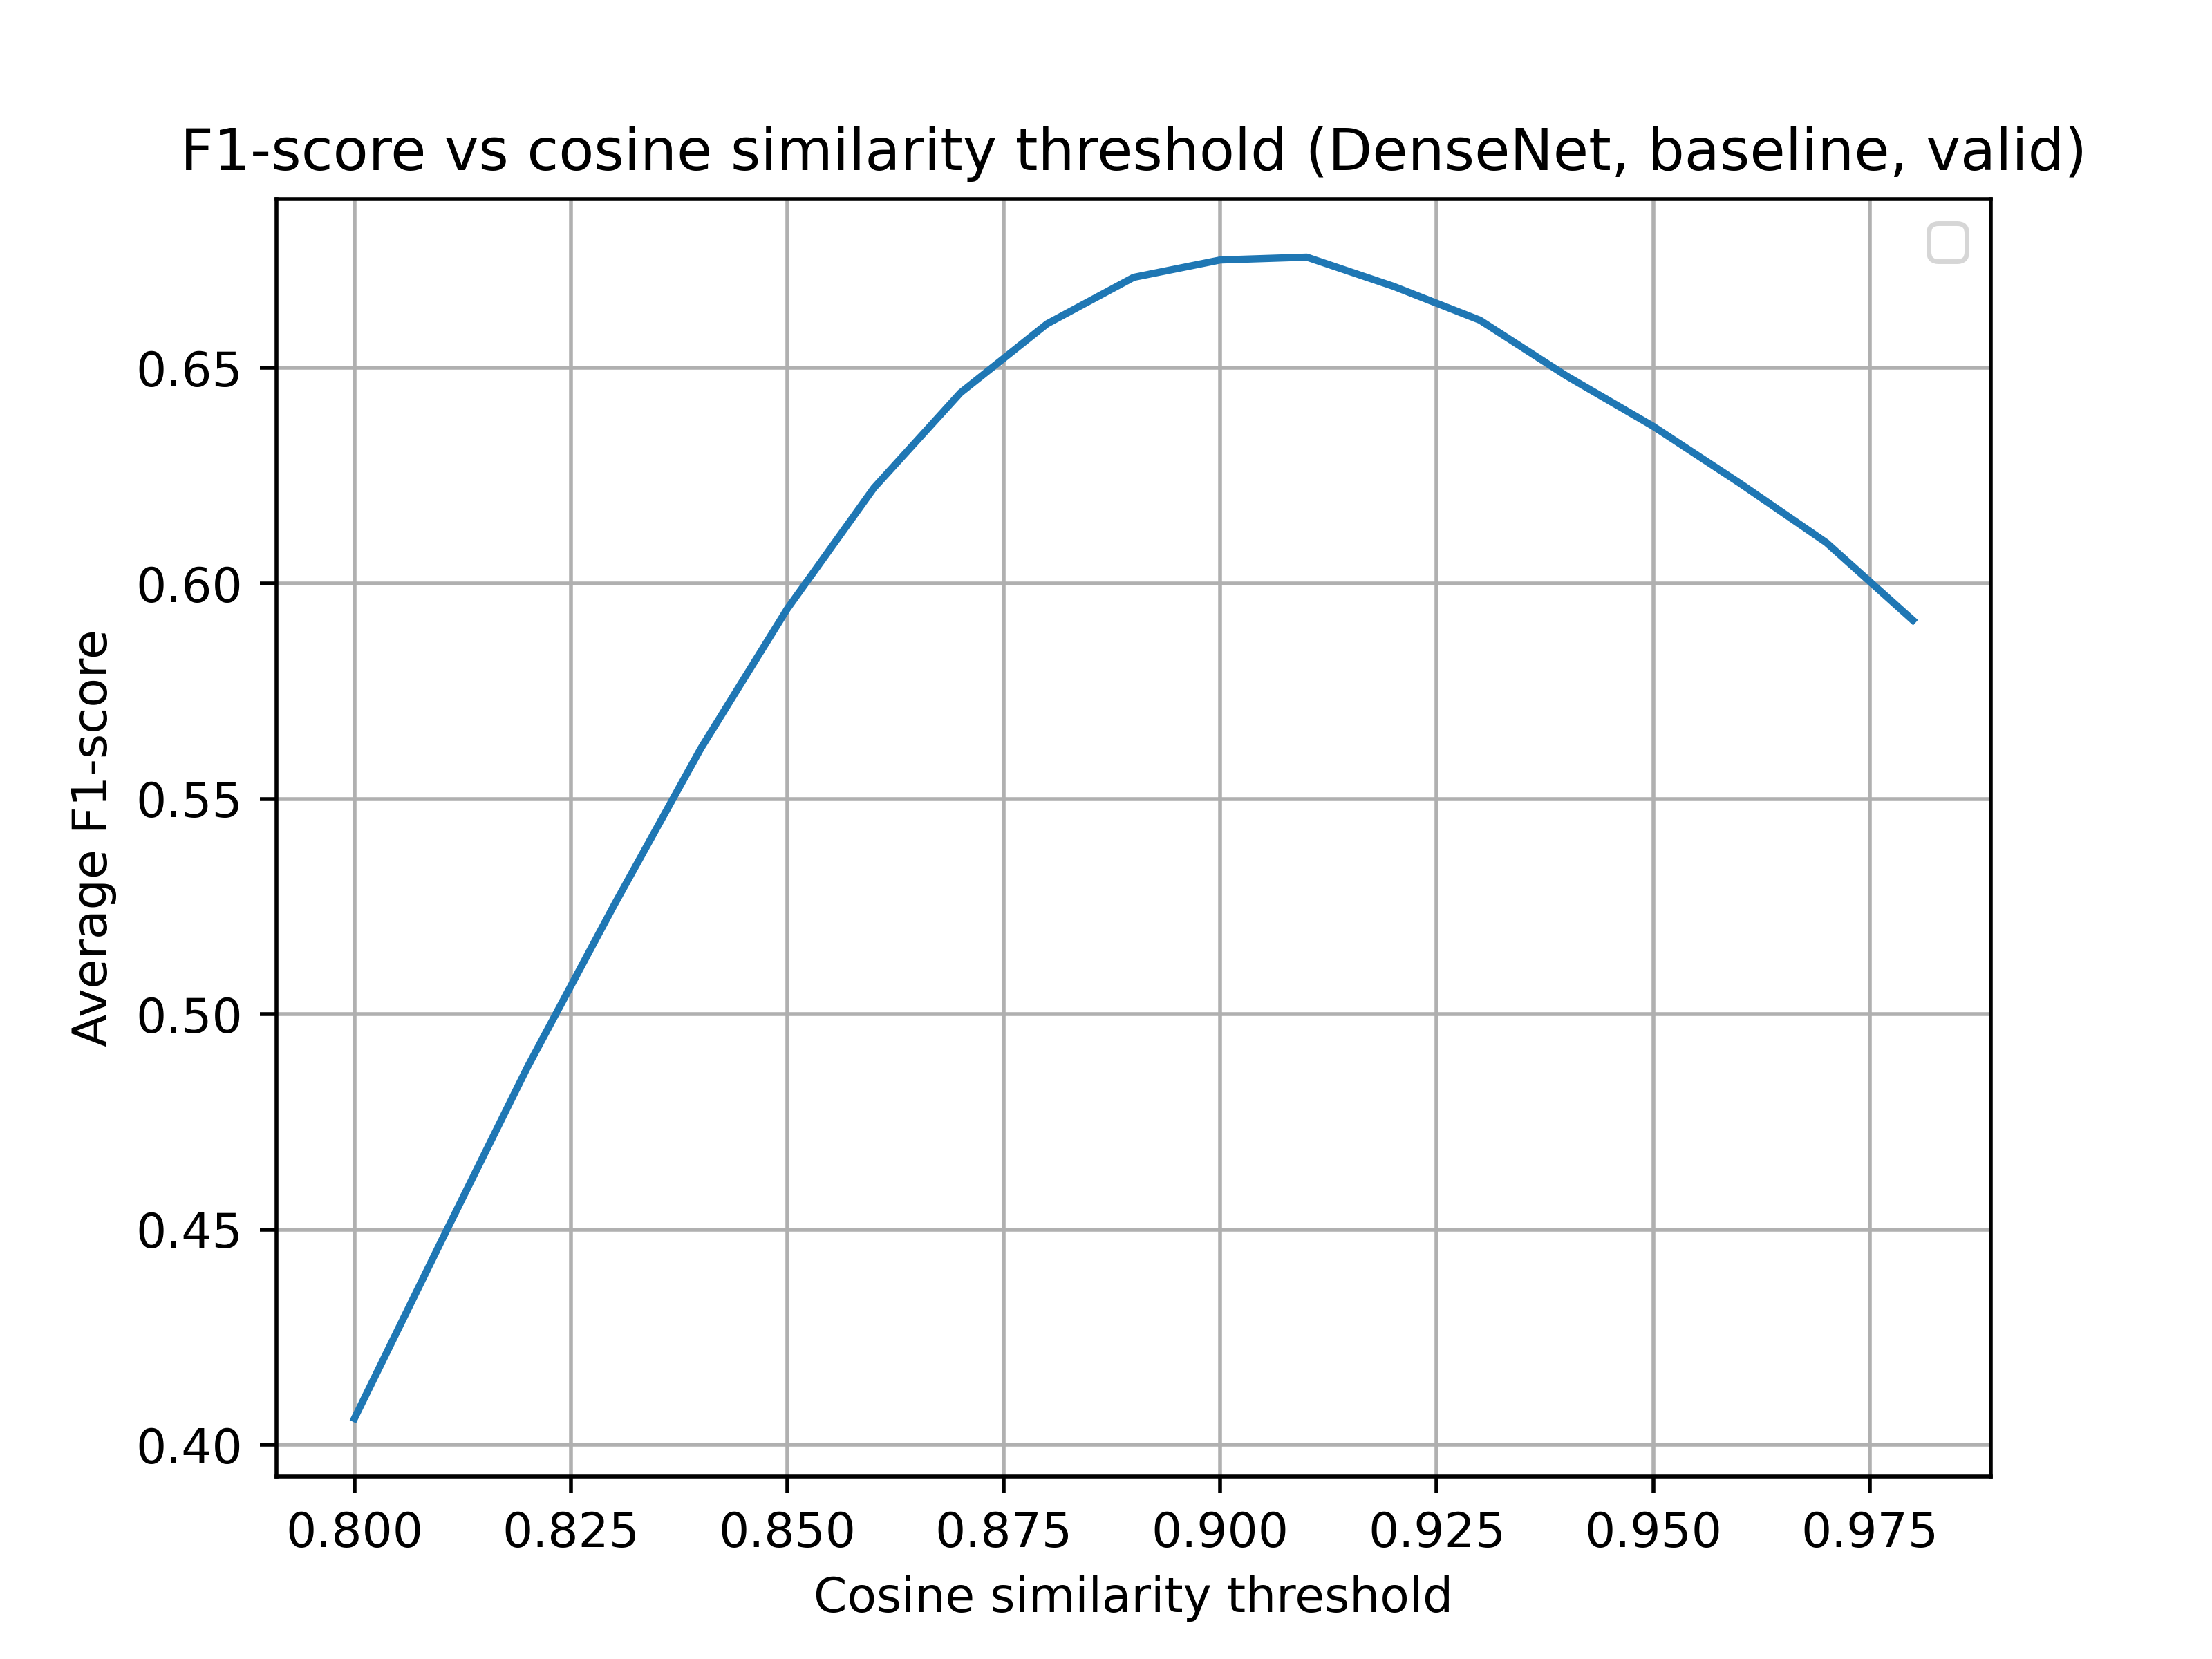 F1-score vs cosine similarity threshold (DenseNet, baseline, valid)
Average F1-score
0.65
0.60
0.55
0.50
0.45
0.40
0.800 0.825 0.850 0.875 0.900 0.925 0.950 0.975
Cosine similarity threshold